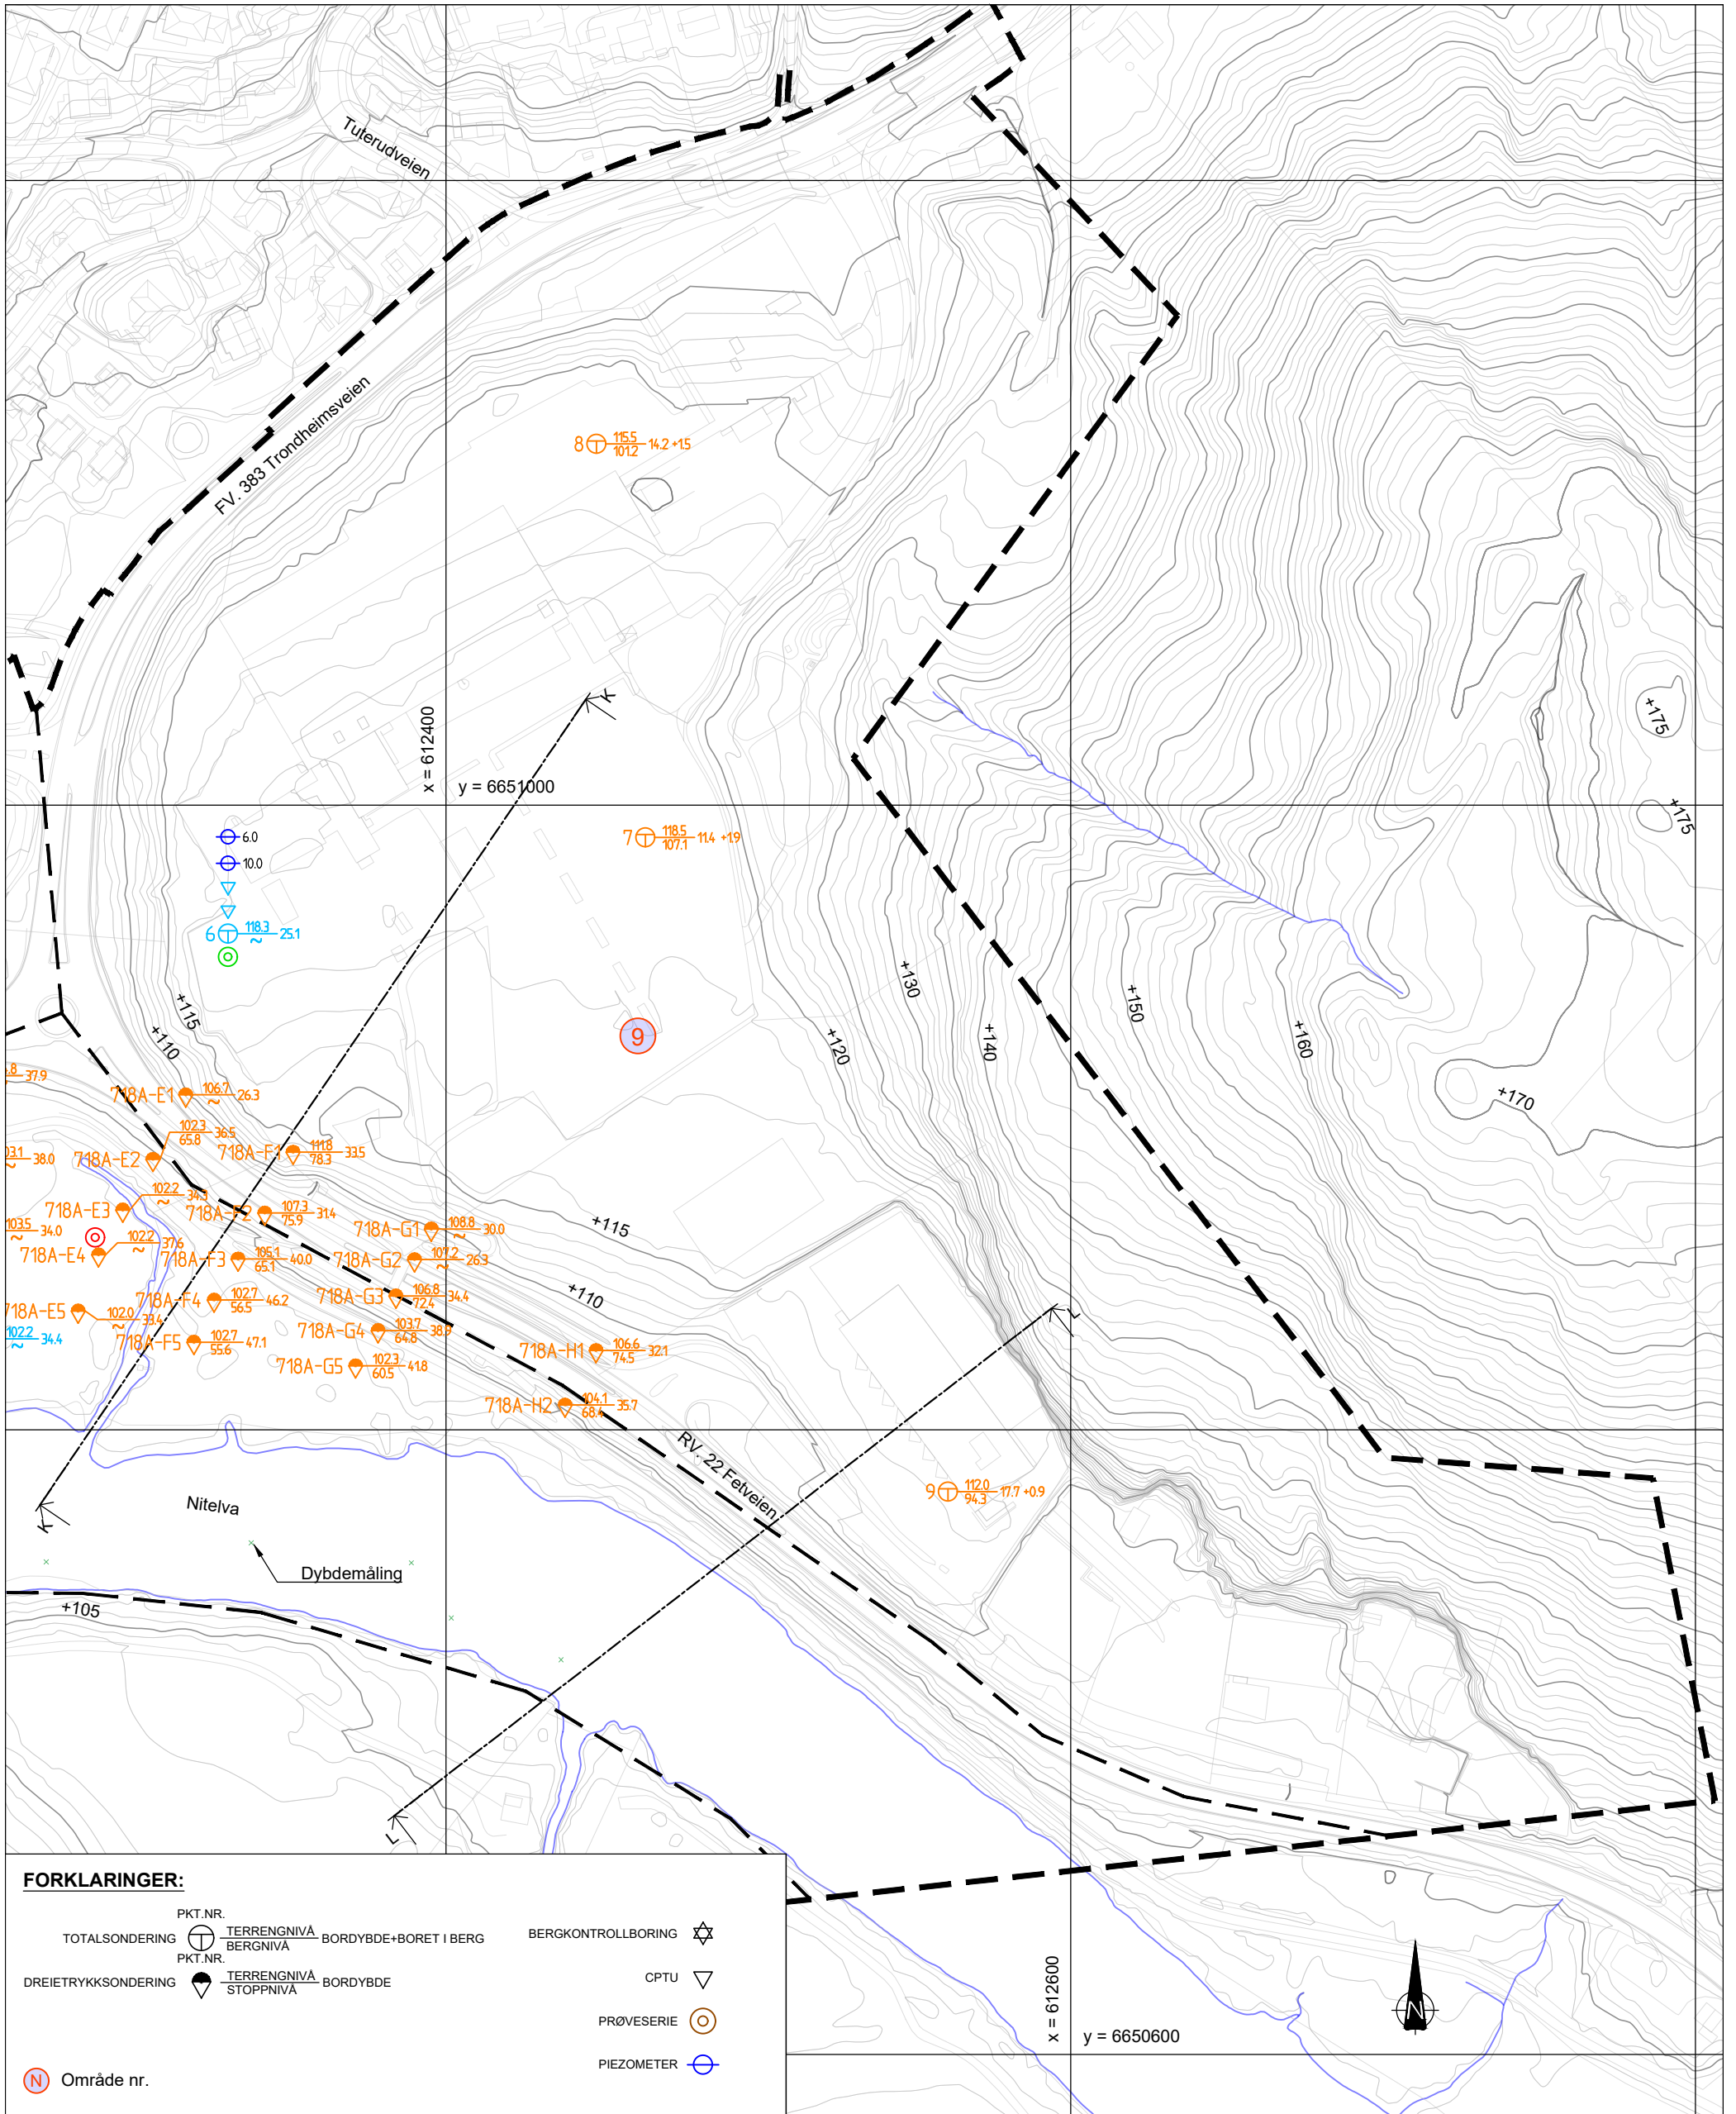 Tuterudveien
FV. 383 Trondheimsveien
8 115.5 14.2 +1.5
101.2
K
x = 612400
y = 6651000
+175
+175
7 118.5 11.4 +1.9
107.1
6.0
10.0
6 118.3 25.1
~
+130
+150
+115
+110
9
+120
+140
+160
+170
37.9
~
718A-E1 106.7 26.3
~
102.3 36.5
65.8
718A-E2
718A-F1 111.8 33.5
78.3
38.0
~
102.2 34.3
~
718A-E3
718A-F2 107.3 31.4
75.9
103.5 34.0
~
+115
718A-G1 108.8 30.0
~
102.2 37.6
~
718A-E4
718A-F3 105.1 40.0
65.1
718A-G2 107.2 26.3
~
+110
718A-G3 106.8 34.4
72.4
718A-F4 102.7 46.2
56.5
718A-E5 102.0 33.4
~
L
718A-G4 103.7 38.9
64.8
102.2 34.4
~
718A-F5 102.7 47.1
55.6
718A-H1 106.6 32.1
74.5
718A-G5 102.3 41.8
60.5
718A-H2 104.1 35.7
68.4
RV. 22 Fetveien
9 112.0 17.7 +0.9
94.3
K
Nitelva
Dybdemåling
+105
L
FORKLARINGER:
PKT.NR.
TOTALSONDERING TERRENGNIVÅ BORDYBDE+BORET I BERG
BERGNIVÅ
PKT.NR.
DREIETRYKKSONDERING TERRENGNIVÅ BORDYBDE
STOPPNIVÅ
BERGKONTROLLBORING
CPTU
PRØVESERIE
PIEZOMETER
N Område nr.
x = 612600
y = 6650600
N